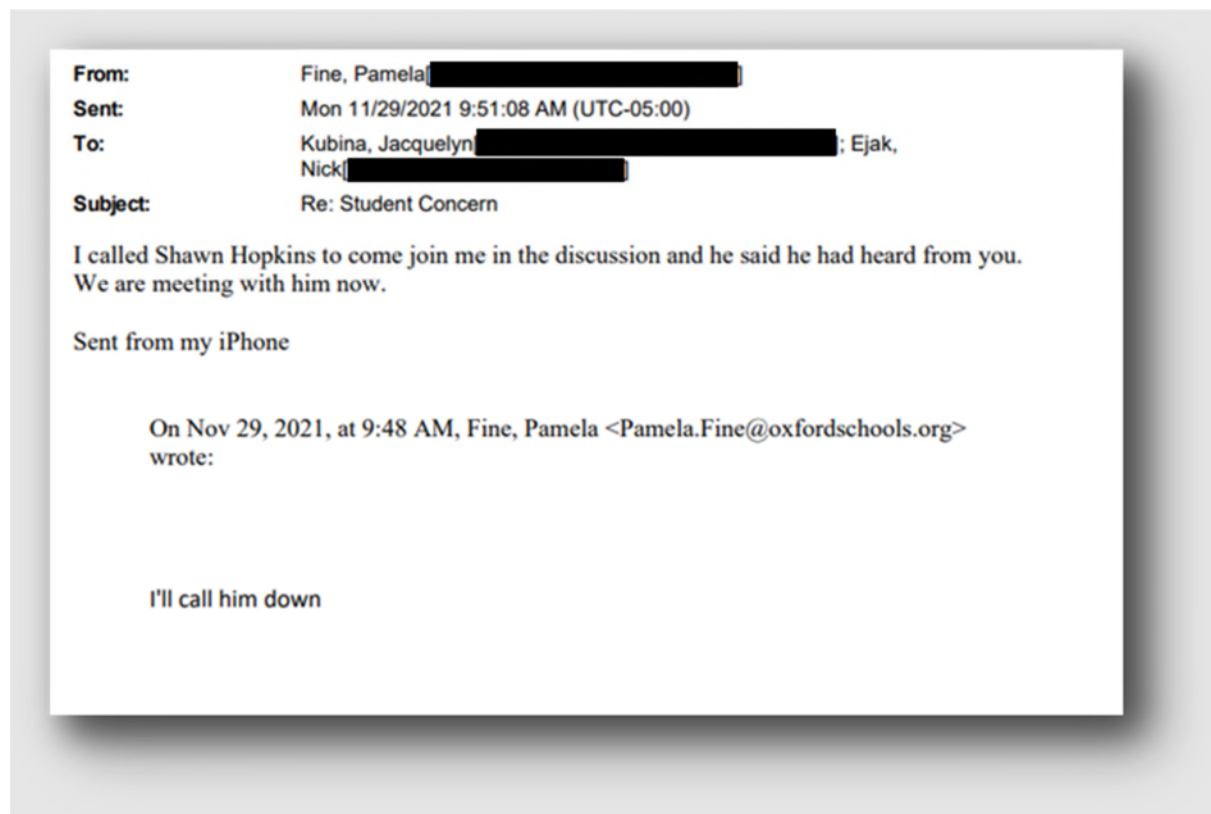 From: Fine, Pamela[
Sent: Mon 11/29/2021 9:51:08 AM (UTC-05:00)
To: Kubina, Jacquelyn[ ]; Ejak,
Nick[ ]
Subject: Re: Student Concern
I called Shawn Hopkins to come join me in the discussion and he said he had heard from you.
We are meeting with him now.
Sent from my iPhone
On Nov 29, 2021, at 9:48 AM, Fine, Pamela <Pamela.Fine@oxfordschools.org>
wrote:
I'll call him down